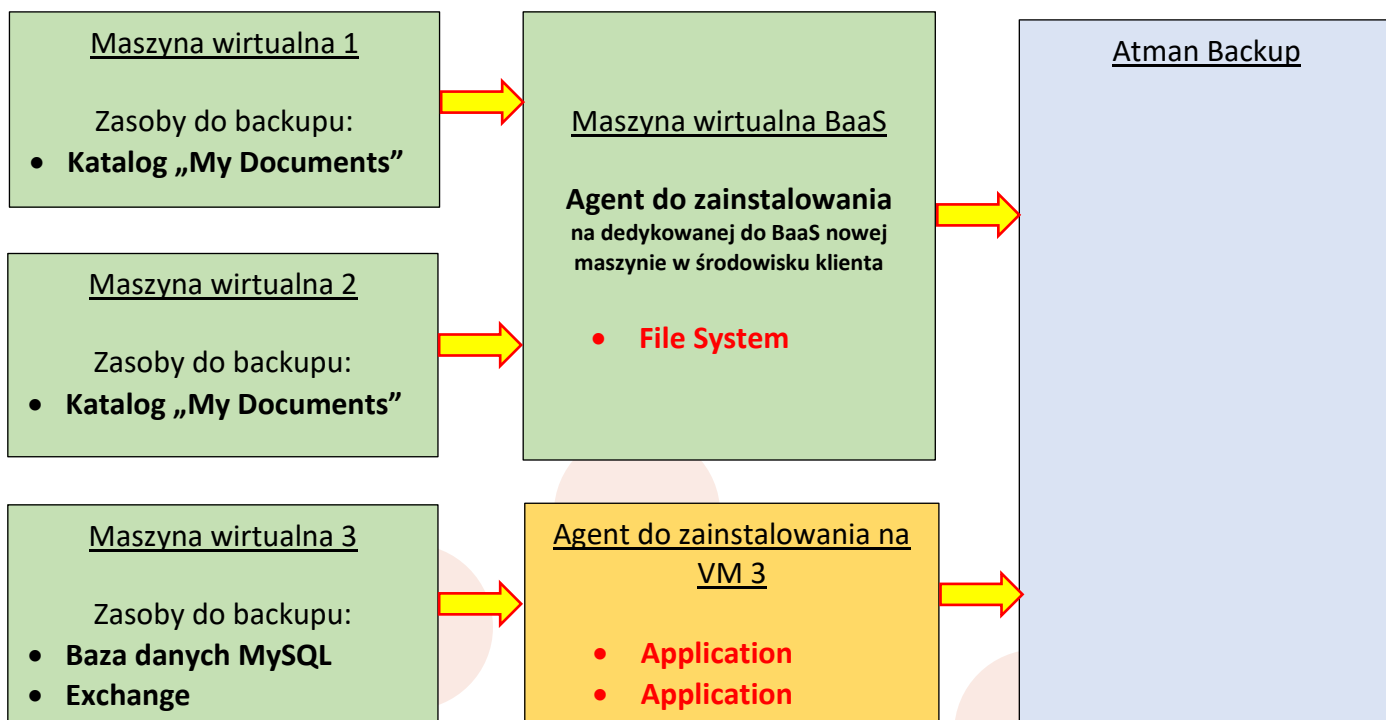 Maszyna wirtualna 1
Zasoby do backupu:
• Katalog „My Documents”
Maszyna wirtualna 2
Zasoby do backupu:
• Katalog „My Documents”
Maszyna wirtualna 3
Zasoby do backupu:
• Baza danych MySQL
• Exchange
Maszyna wirtualna BaaS
Agent do zainstalowania
na dedykowanej do BaaS nowej
maszynie w środowisku klienta
• File System
Agent do zainstalowania na
VM 3
• Application
• Application
Atman Backup